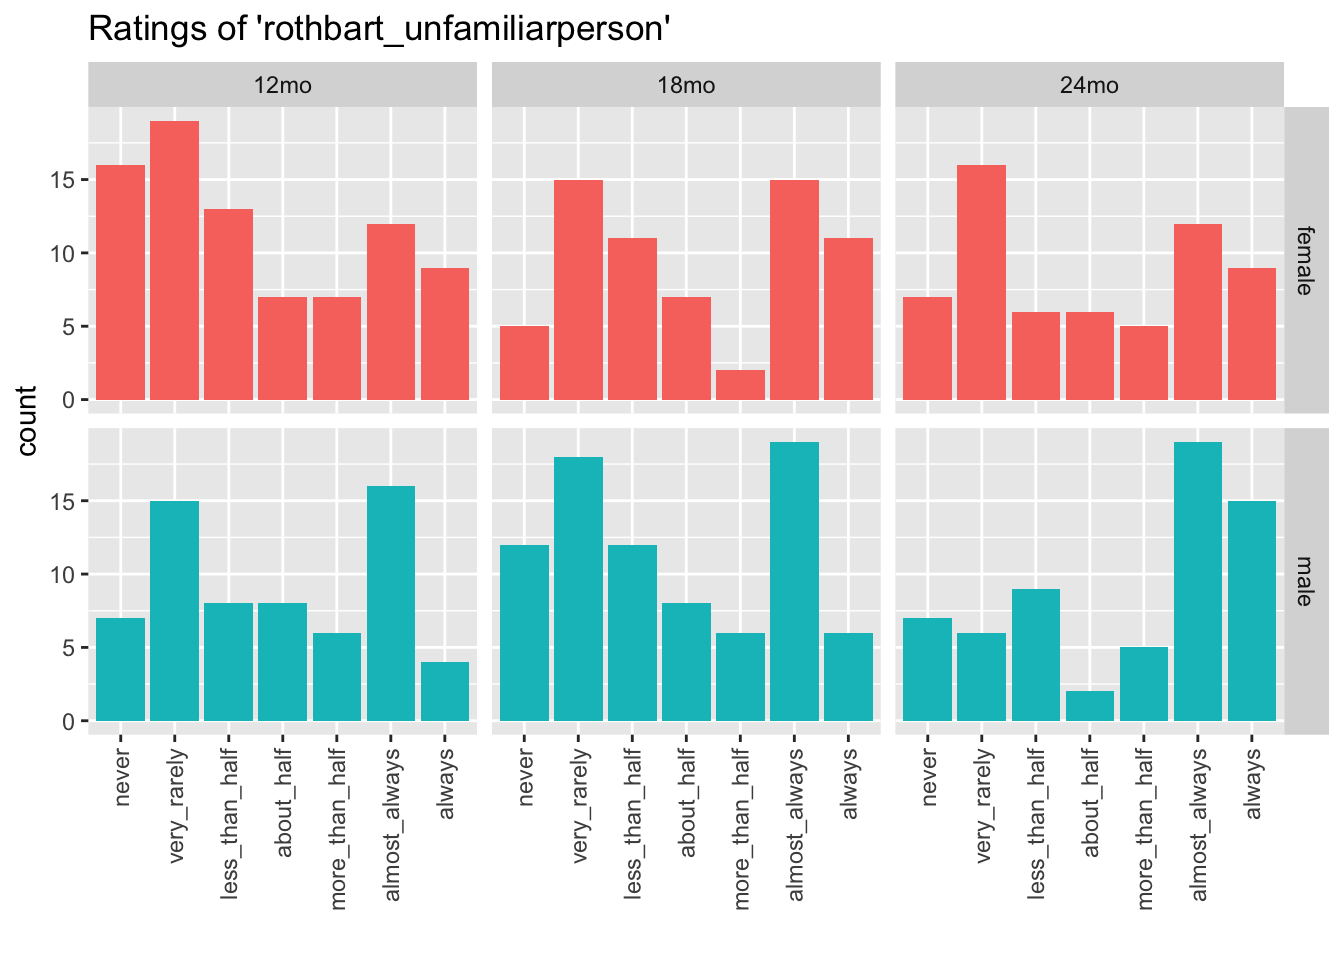 Ratings of 'rothbart_unfamiliarperson'
12mo 18mo 24mo
15
10
5
0
female
count
15
10
5
0
male
never very_rarely less_than_half about_half more_than_half almost_always always
never very_rarely less_than_half about_half more_than_half almost_always always
never very_rarely less_than_half about_half more_than_half almost_always always